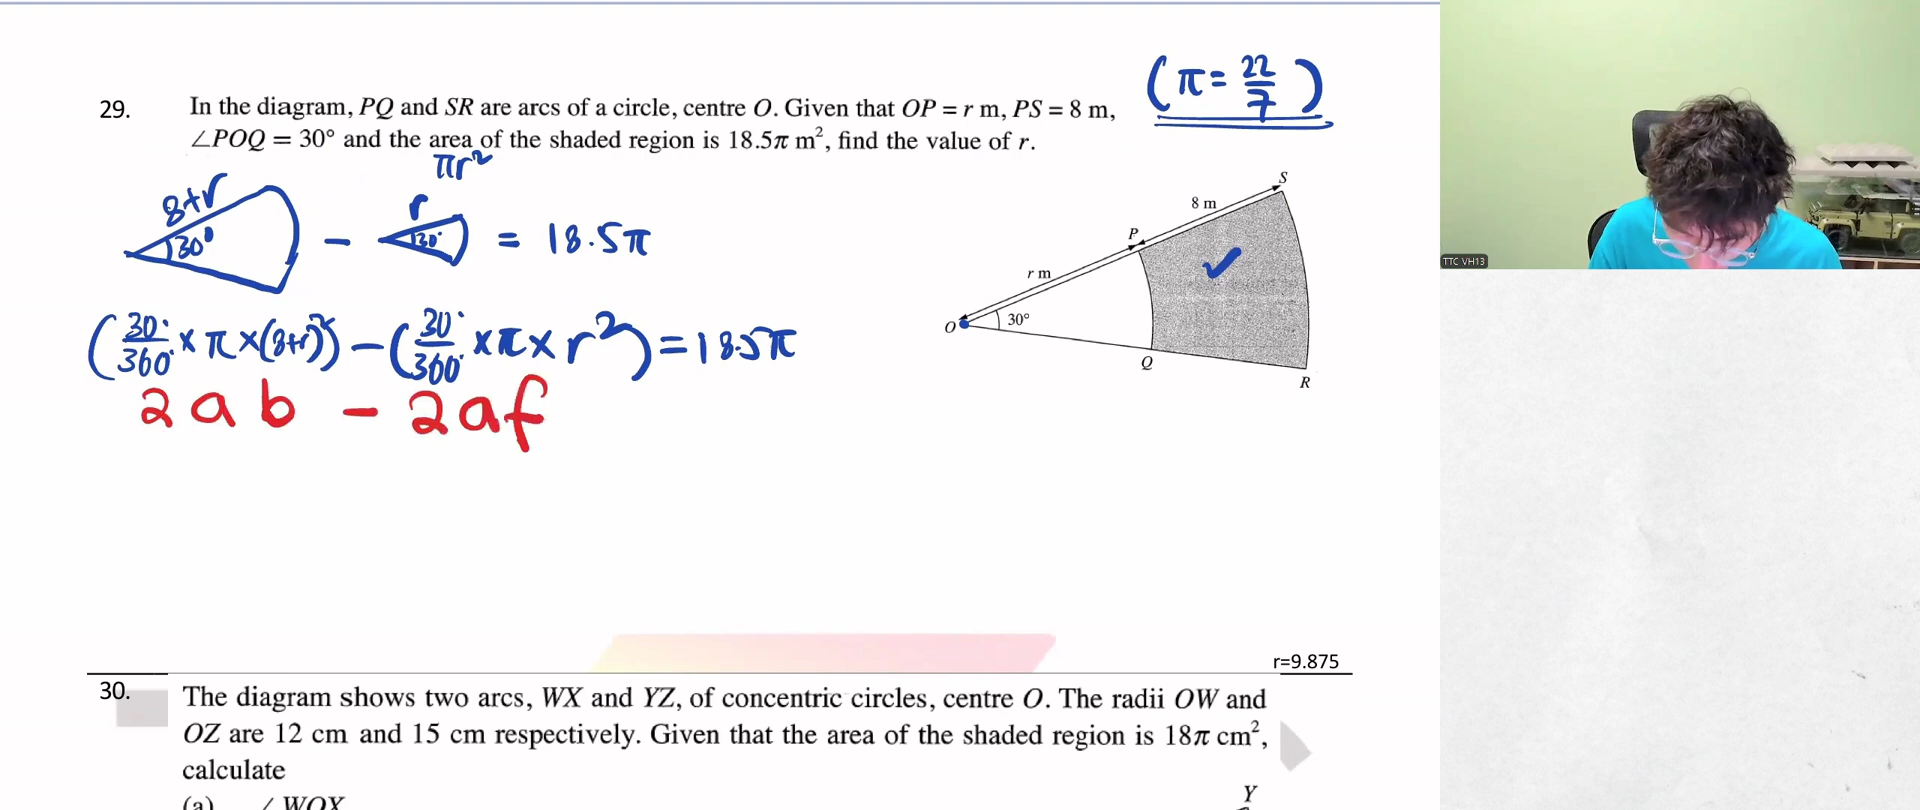 (π = 22/7)
29. In the diagram, PQ and SR are arcs of a circle, centre O. Given that OP = r m, PS = 8 m,
∠POQ = 30° and the area of the shaded region is 18.5π m², find the value of r.
πr²
8+r
30°
−
r
30°
= 18.5π
(30°/360° × π × (8+r)²) − (30°/360° × π × r²) = 18.5π
2ab − 2af
S
8 m
P
r m
O
30°
Q
R
TTC VH13
r=9.875
30. The diagram shows two arcs, WX and YZ, of concentric circles, centre O. The radii OW and
OZ are 12 cm and 15 cm respectively. Given that the area of the shaded region is 18π cm²,
calculate
(a) ∠WOX
Y